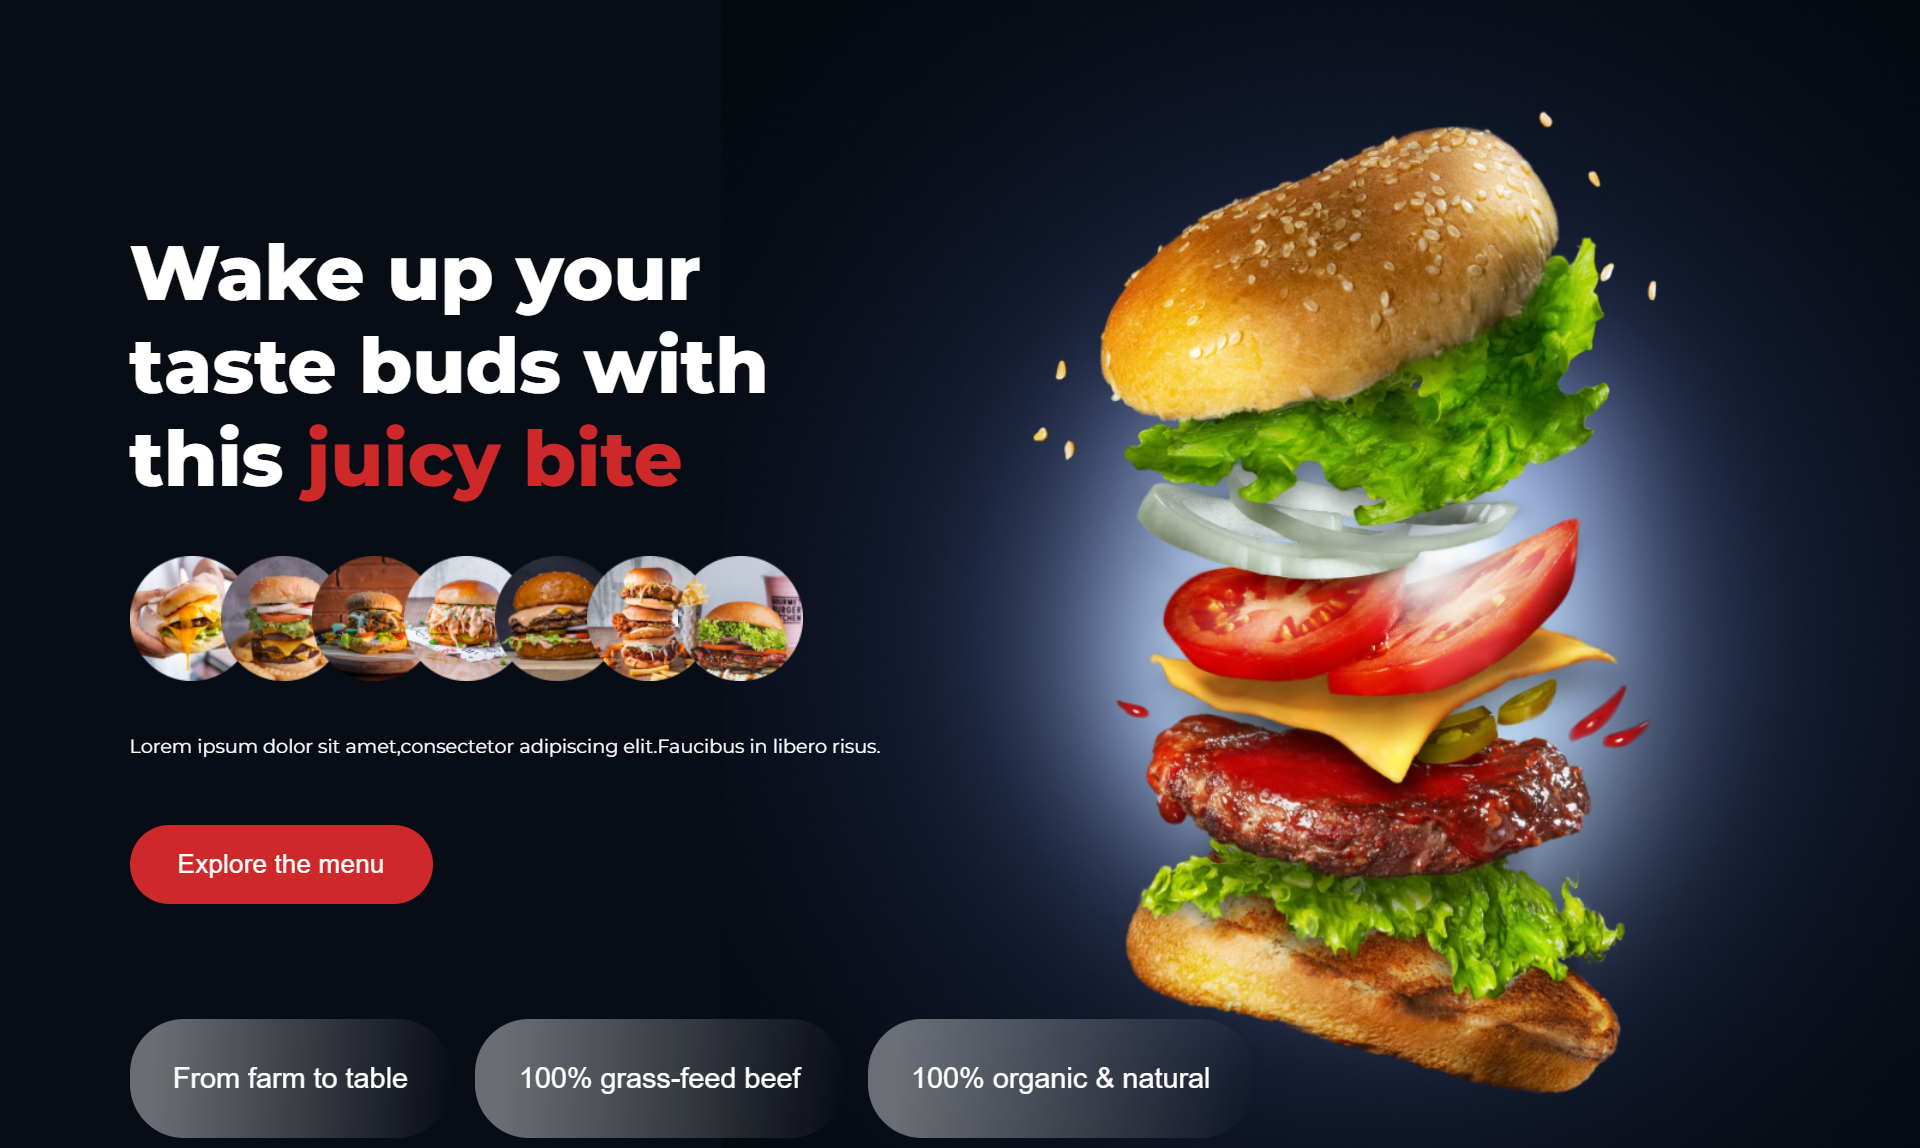 Wake up your
taste buds with
this juicy bite
Lorem ipsum dolor sit amet,consectetor adipiscing elit.Faucibus in libero risus.
Explore the menu
From farm to table
100% grass-feed beef
100% organic & natural